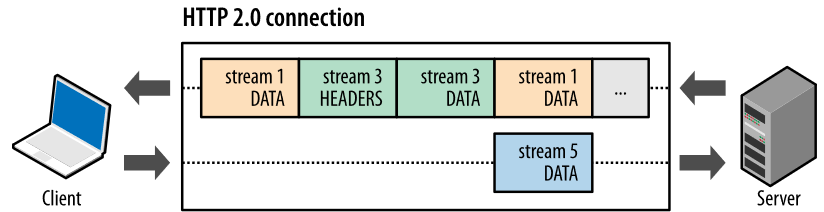 HTTP 2.0 connection
stream 1
DATA
stream 3
HEADERS
stream 3
DATA
stream 1
DATA
...
stream 5
DATA
Client
Server